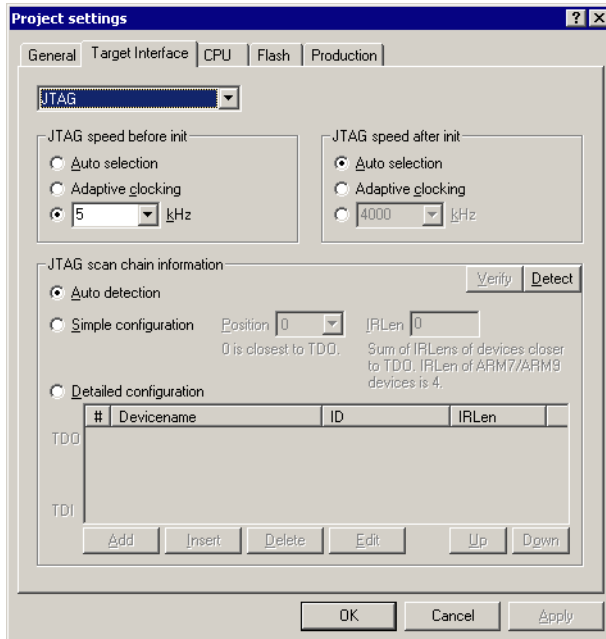 Project settings
General Target Interface CPU Flash Production
JTAG
JTAG speed before init
Auto selection
Adaptive clocking
5 kHz
JTAG speed after init
Auto selection
Adaptive clocking
4000 kHz
JTAG scan chain information
Verify Detect
Auto detection
Simple configuration Position 0 IRLen 0
0 is closest to TDO.
Sum of IRLens of devices closer
to TDO. IRLen of ARM7/ARM9
devices is 4.
Detailed configuration
# Devicename ID IRLen
TDO
TDI
Add Insert Delete Edit Up Down
OK Cancel Apply